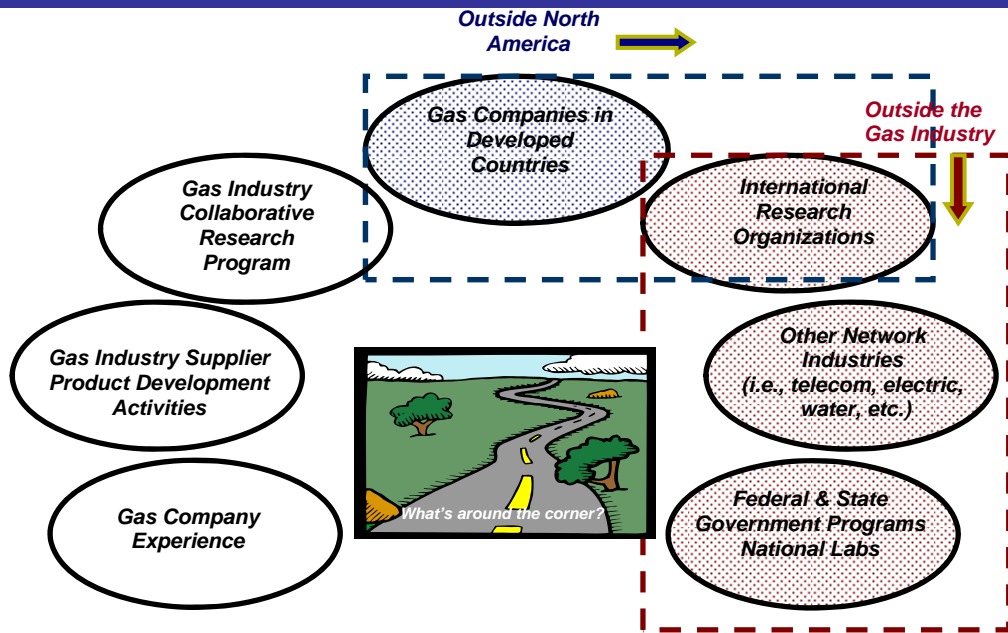 Outside North
America
Gas Companies in
Developed
Countries
Outside the
Gas Industry
Gas Industry
Collaborative
Research
Program
International
Research
Organizations
Gas Industry Supplier
Product Development
Activities
Other Network
Industries
(i.e., telecom, electric,
water, etc.)
Gas Company
Experience
What's around the corner?
Federal & State
Government Programs
National Labs